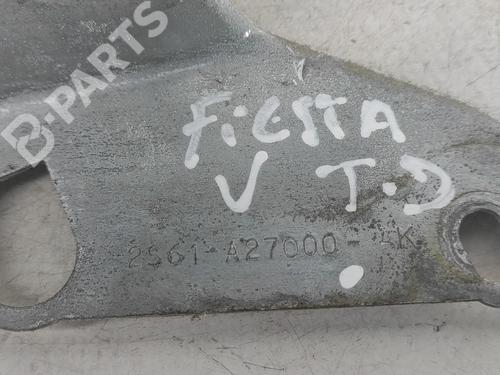 B-PARTS
FiESTA
V T.D
2S61-A27000-